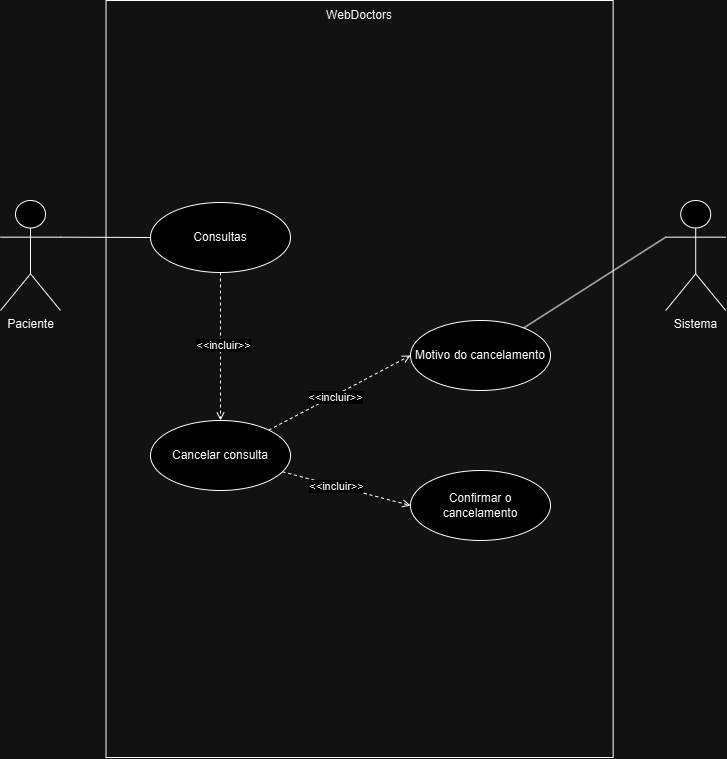 WebDoctors
Consultas
Paciente
Sistema
<<incluir>>
Motivo do cancelamento
<<incluir>>
Cancelar consulta
<<incluir>>
Confirmar o
cancelamento